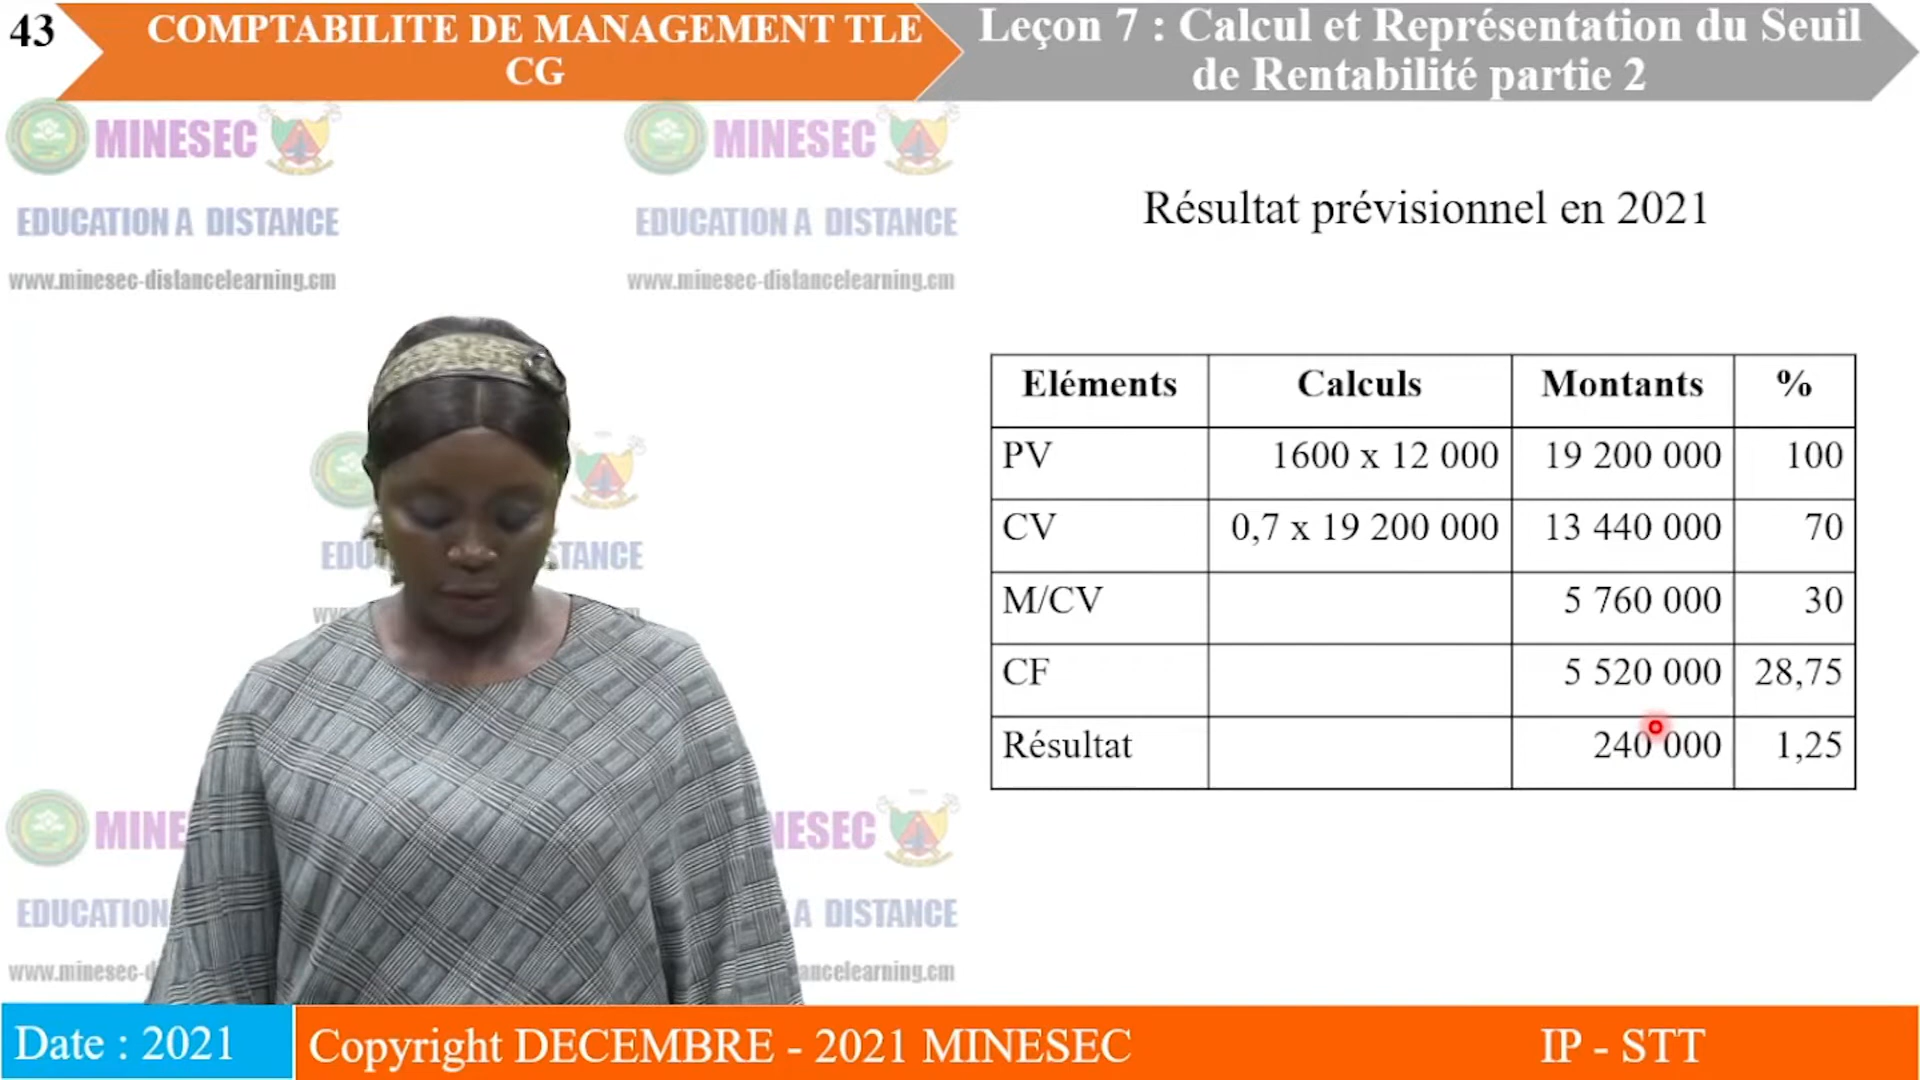 43
COMPTABILITE DE MANAGEMENT TLE
CG
Leçon 7 : Calcul et Représentation du Seuil
de Rentabilité partie 2
MINESEC
MINESEC
EDUCATION A DISTANCE
EDUCATION A DISTANCE
www.minesec-distancelearning.cm
www.minesec-distancelearning.cm
Résultat prévisionnel en 2021
Eléments Calculs Montants %
PV 1600 x 12 000 19 200 000 100
CV 0,7 x 19 200 000 13 440 000 70
M/CV 5 760 000 30
CF 5 520 000 28,75
Résultat 240 000 1,25
EDUCATION
A DISTANCE
Date : 2021
Copyright DECEMBRE - 2021 MINESEC
IP - STT